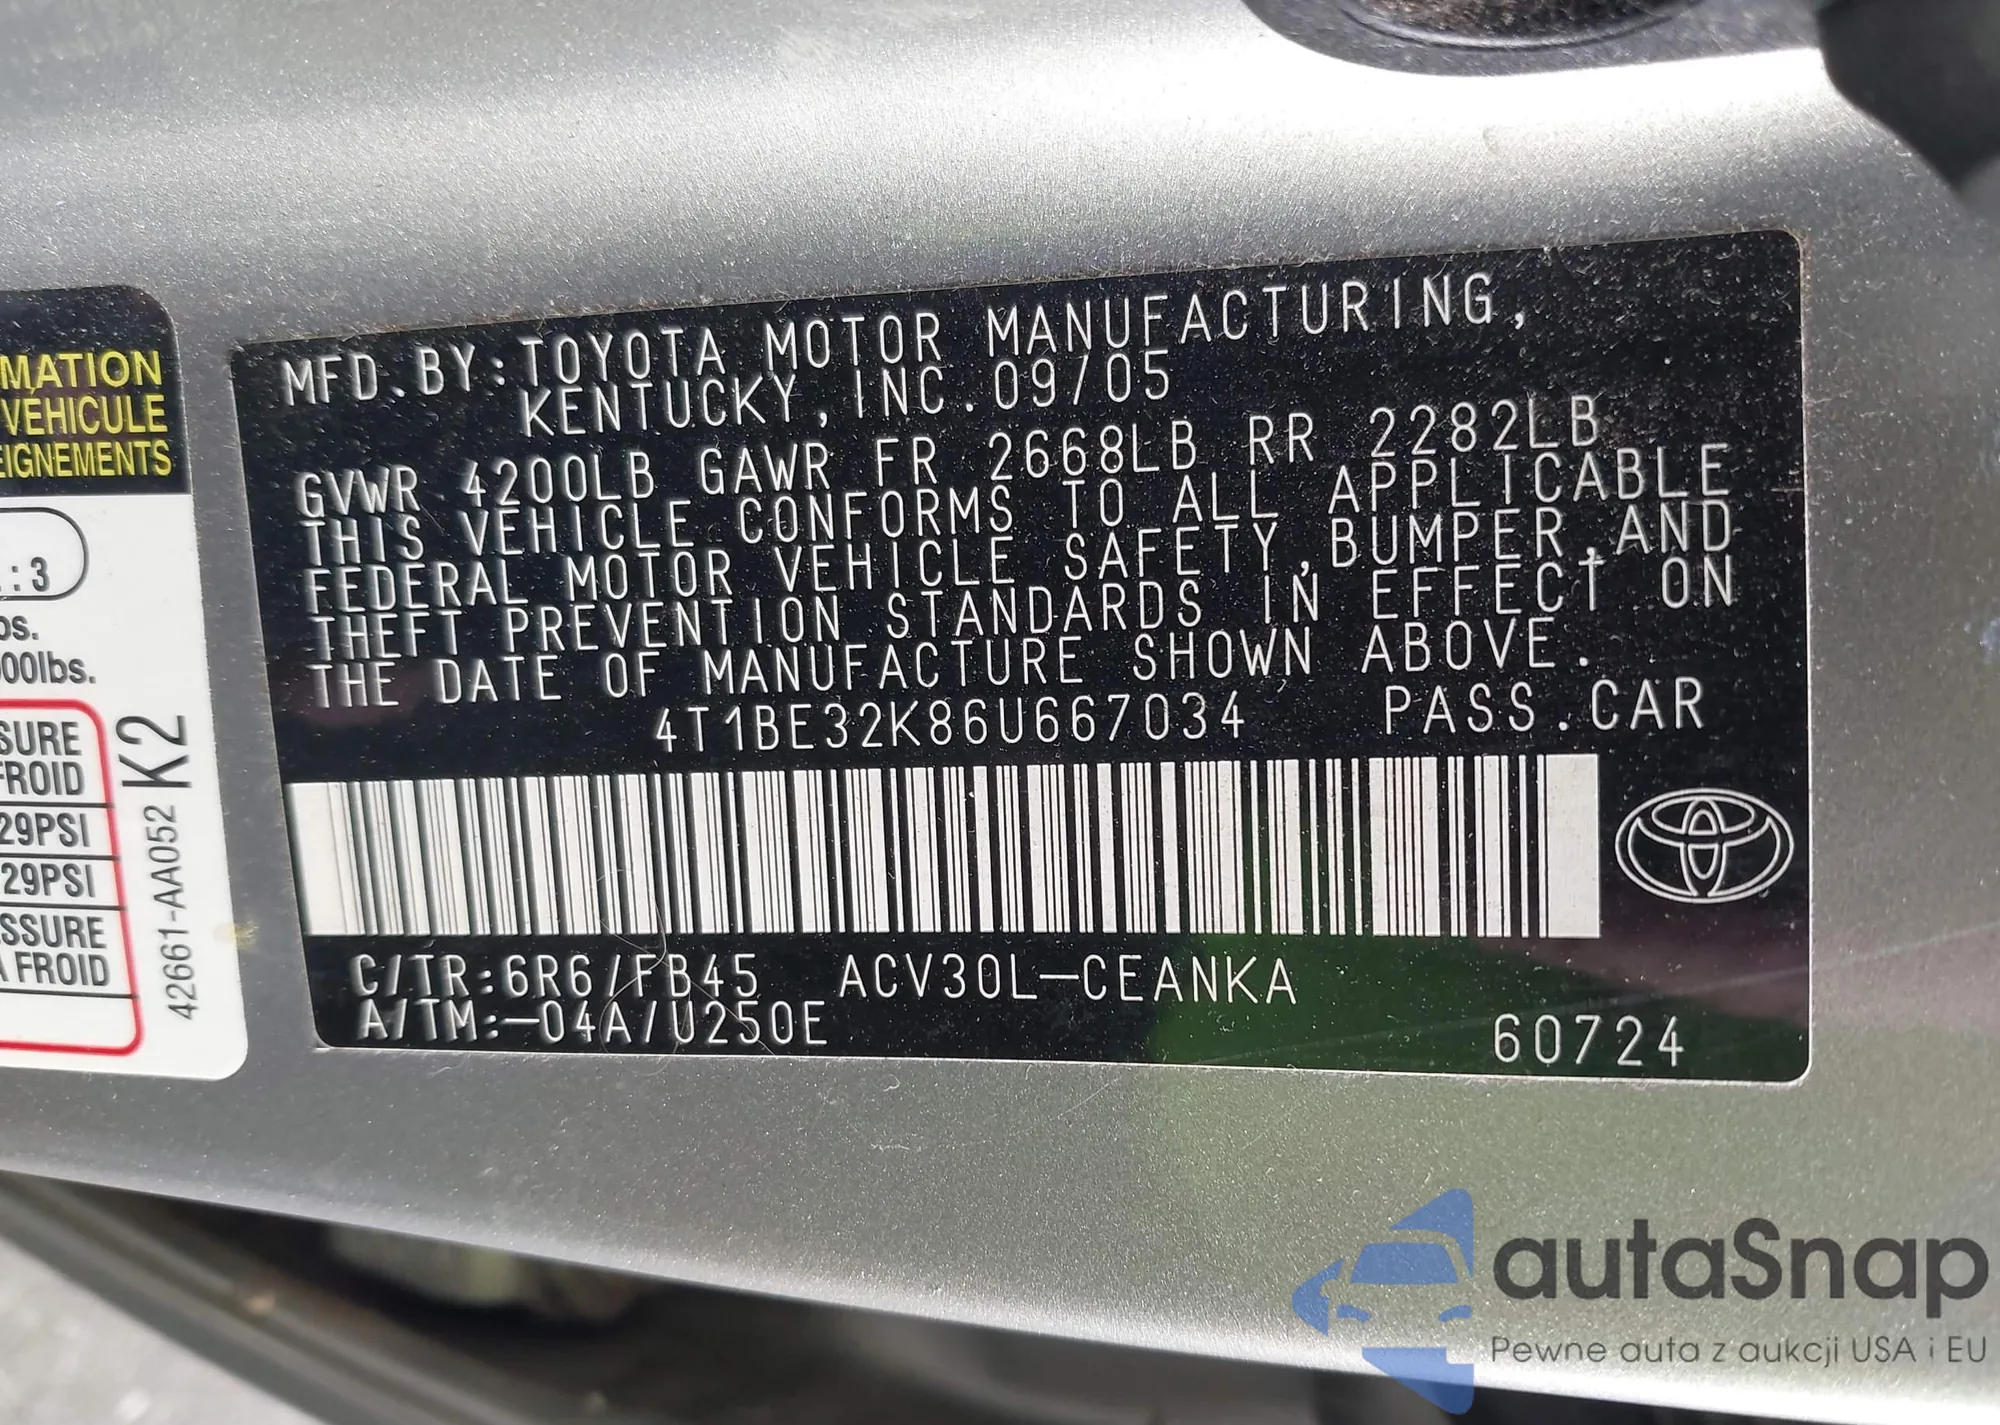 MATION
VÉHICULE
EIGNEMENTS
: 3
00lbs.
SURE
FROID
29PSI
29PSI
SSURE
A FROID
42661-AA052 K2
MFD.BY:TOYOTA MOTOR MANUFACTURING,
KENTUCKY,INC.09/05
GVWR 4200LB GAWR FR 2668LB RR 2282LB
THIS VEHICLE CONFORMS TO ALL APPLICABLE
FEDERAL MOTOR VEHICLE SAFETY,BUMPER,AND
THEFT PREVENTION STANDARDS IN EFFECT ON
THE DATE OF MANUFACTURE SHOWN ABOVE.
4T1BE32K86U667034 PASS.CAR
C/TR:6R6/FB45 ACV30L-CEANKA
A/TM:-04A/U250E
60724
autaSnap
Pewne auta z aukcji USA i EU